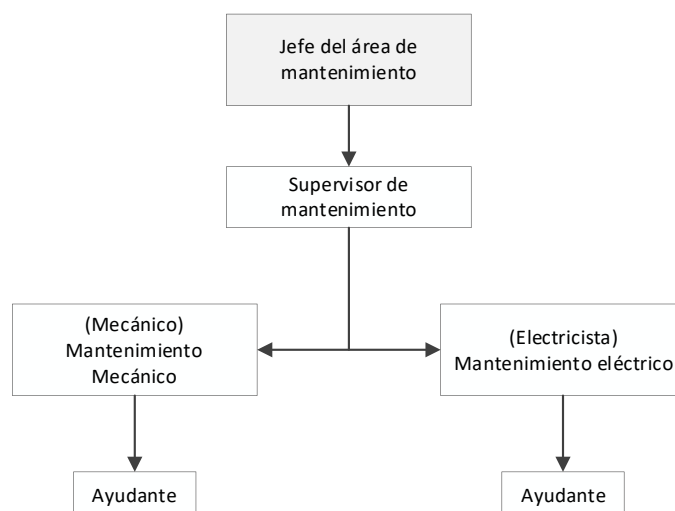 Jefe del área de
mantenimiento
Supervisor de
mantenimiento
(Mecánico)
Mantenimiento
Mecánico
(Electricista)
Mantenimiento eléctrico
Ayudante
Ayudante